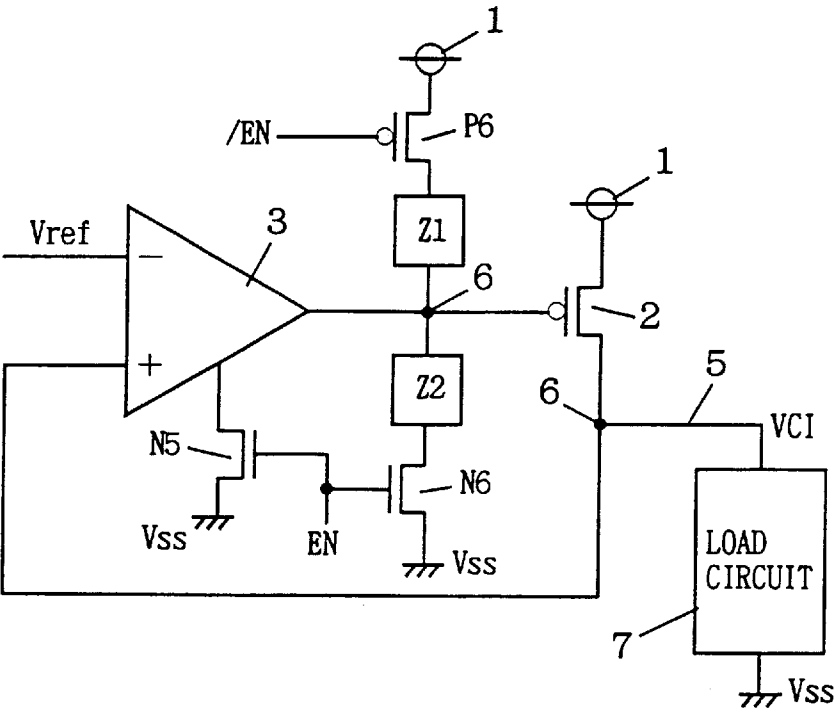 1
/EN
P6
1
Z1
Vref
3
−
6
2
+
Z2
6
5
VCI
N5
N6
EN
Vss
Vss
LOAD
CIRCUIT
7
Vss